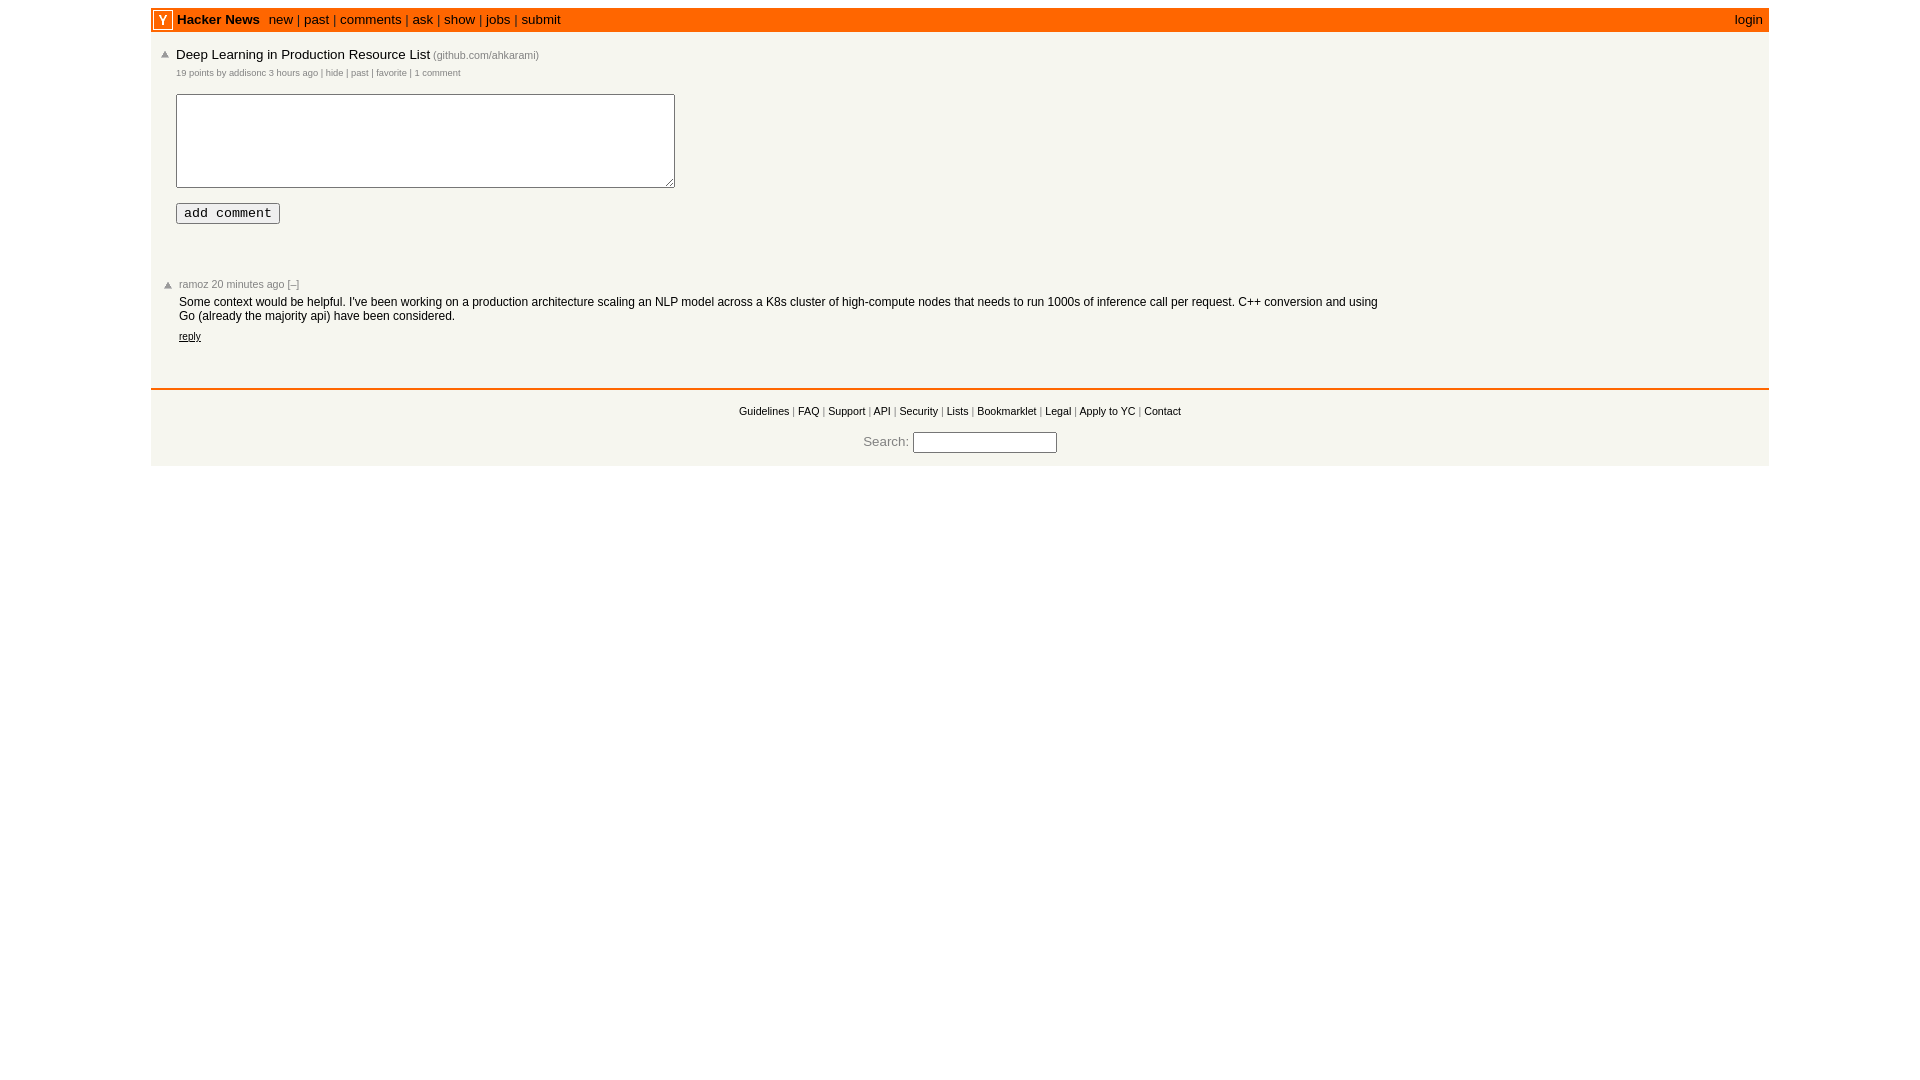 Y Hacker News new | past | comments | ask | show | jobs | submit login
Deep Learning in Production Resource List (github.com/ahkarami)
19 points by addisonc 3 hours ago | hide | past | favorite | 1 comment
add comment
ramoz 20 minutes ago [–]
Some context would be helpful. I've been working on a production architecture scaling an NLP model across a K8s cluster of high-compute nodes that needs to run 1000s of inference call per request. C++ conversion and using
Go (already the majority api) have been considered.
reply
Guidelines | FAQ | Support | API | Security | Lists | Bookmarklet | Legal | Apply to YC | Contact
Search: